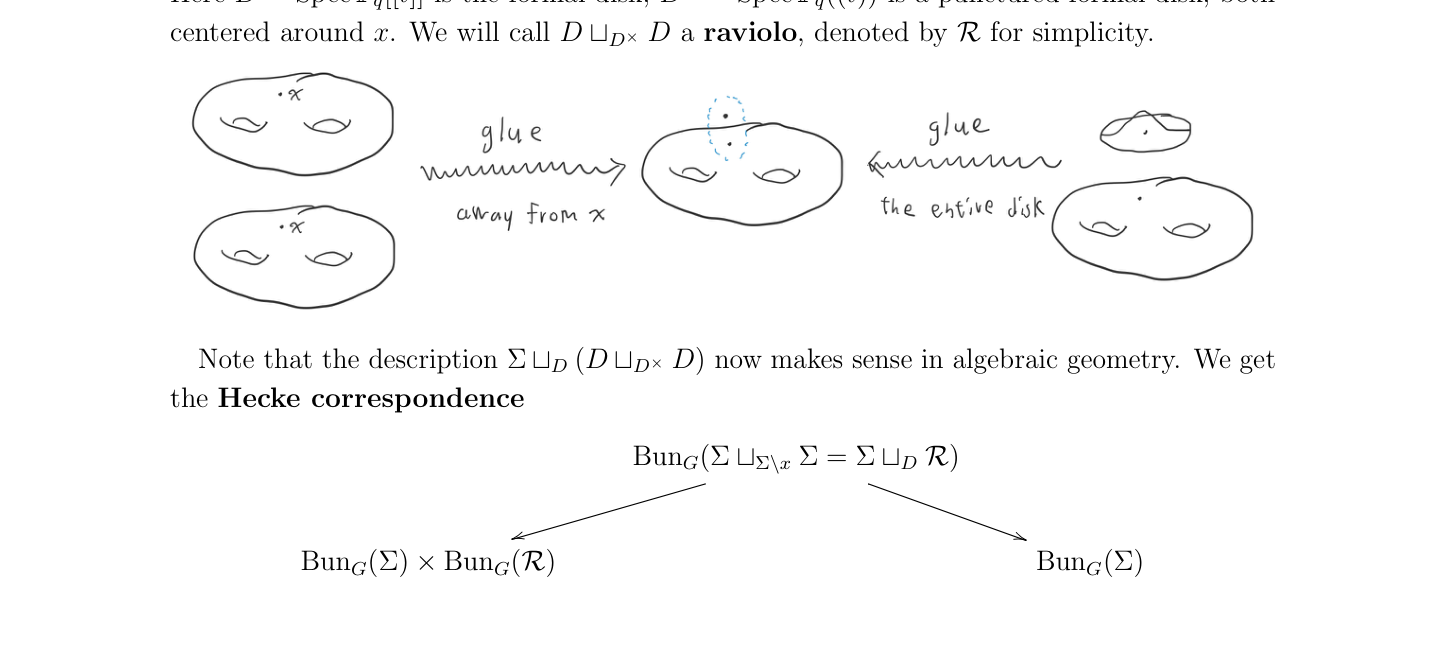 centered around x. We will call D ⊔_{D^×} D a raviolo, denoted by ℛ for simplicity.
· x
glue
away from x
· x
glue
the entire disk
Note that the description Σ ⊔_D (D ⊔_{D^×} D) now makes sense in algebraic geometry. We get
the Hecke correspondence
Bun_G(Σ ⊔_{Σ\x} Σ = Σ ⊔_D ℛ)
Bun_G(Σ) × Bun_G(ℛ) Bun_G(Σ)